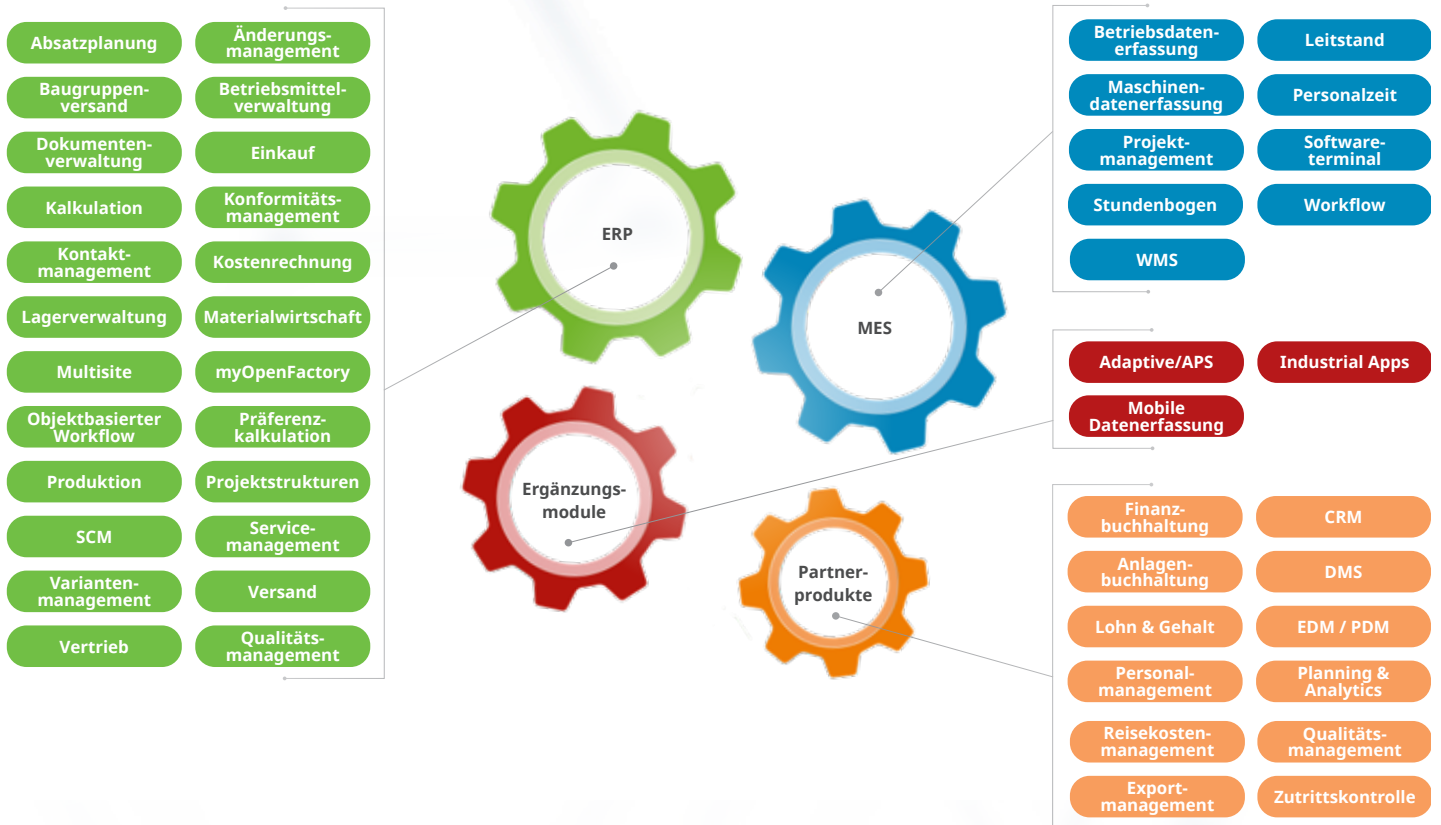 Absatzplanung
Änderungs-
management
Baugruppen-
versand
Betriebsmittel-
verwaltung
Dokumenten-
verwaltung
Einkauf
Kalkulation
Konformitäts-
management
Kontakt-
management
Kostenrechnung
Lagerverwaltung
Materialwirtschaft
Multisite
myOpenFactory
Objektbasierter
Workflow
Präferenz-
kalkulation
Produktion
Projektstrukturen
SCM
Service-
management
Varianten-
management
Versand
Vertrieb
Qualitäts-
management
ERP
MES
Ergänzungs-
module
Partner-
produkte
Betriebsdaten-
erfassung
Leitstand
Maschinen-
datenerfassung
Personalzeit
Projekt-
management
Software-
terminal
Stundenbogen
Workflow
WMS
Adaptive/APS
Industrial Apps
Mobile
Datenerfassung
Finanz-
buchhaltung
CRM
Anlagen-
buchhaltung
DMS
Lohn & Gehalt
EDM / PDM
Personal-
management
Planning &
Analytics
Reisekosten-
management
Qualitäts-
management
Export-
management
Zutrittskontrolle